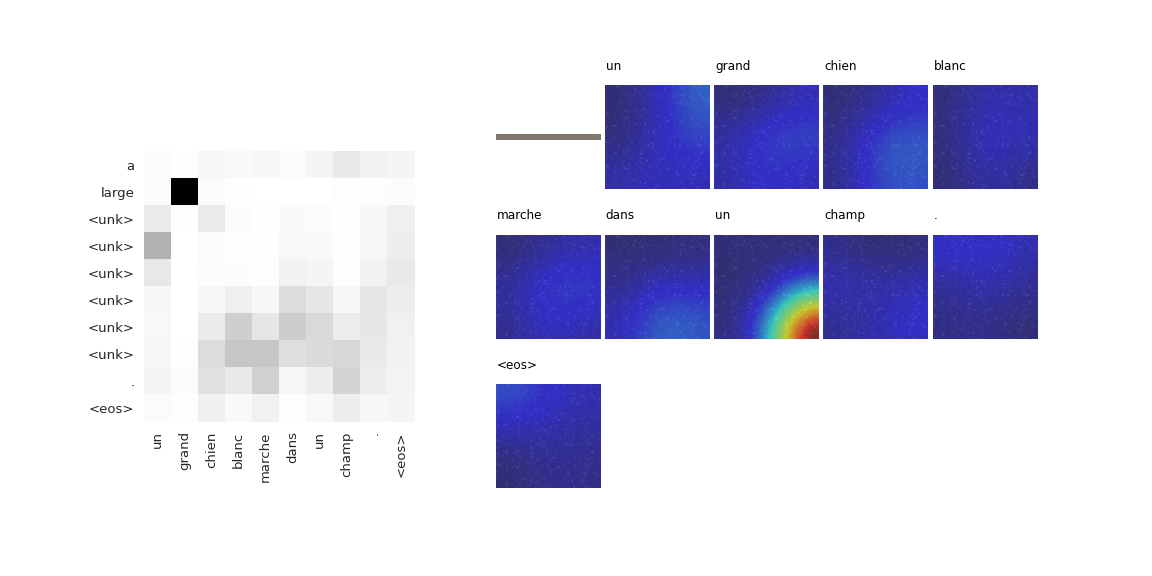 a
large
<unk>
<unk>
<unk>
<unk>
<unk>
<unk>
.
<eos>
un grand chien blanc marche dans un champ . <eos>
un grand chien blanc
marche dans un champ .
<eos>